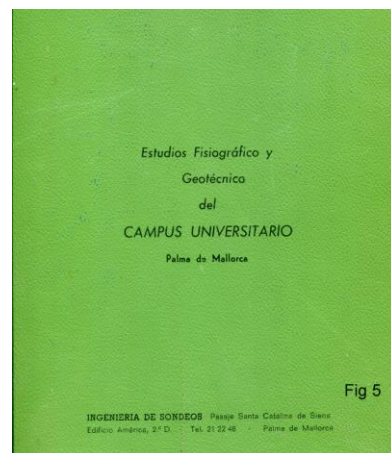 Estudios Fisiográfico y
Geotécnico
del
CAMPUS UNIVERSITARIO
Palma de Mallorca
Fig 5
INGENIERIA DE SONDEOS Pasaje Santa Catalina de Siena
Edificio América, 2.º D. - Tel. 21 22 48 - Palma de Mallorca